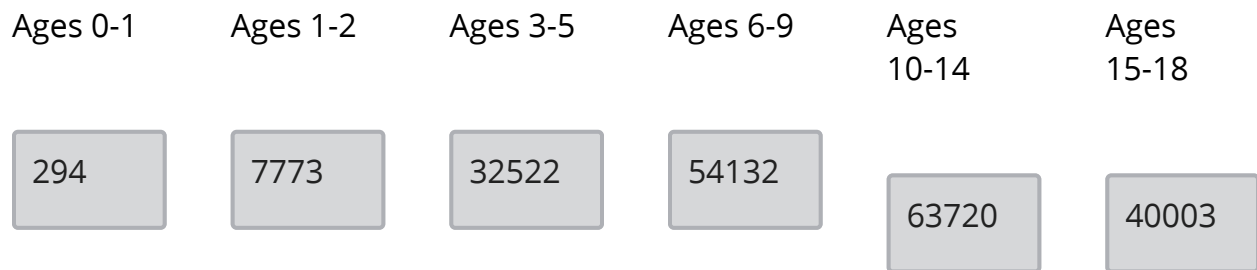 Ages 0-1
Ages 1-2
Ages 3-5
Ages 6-9
Ages
10-14
Ages
15-18
294
7773
32522
54132
63720
40003